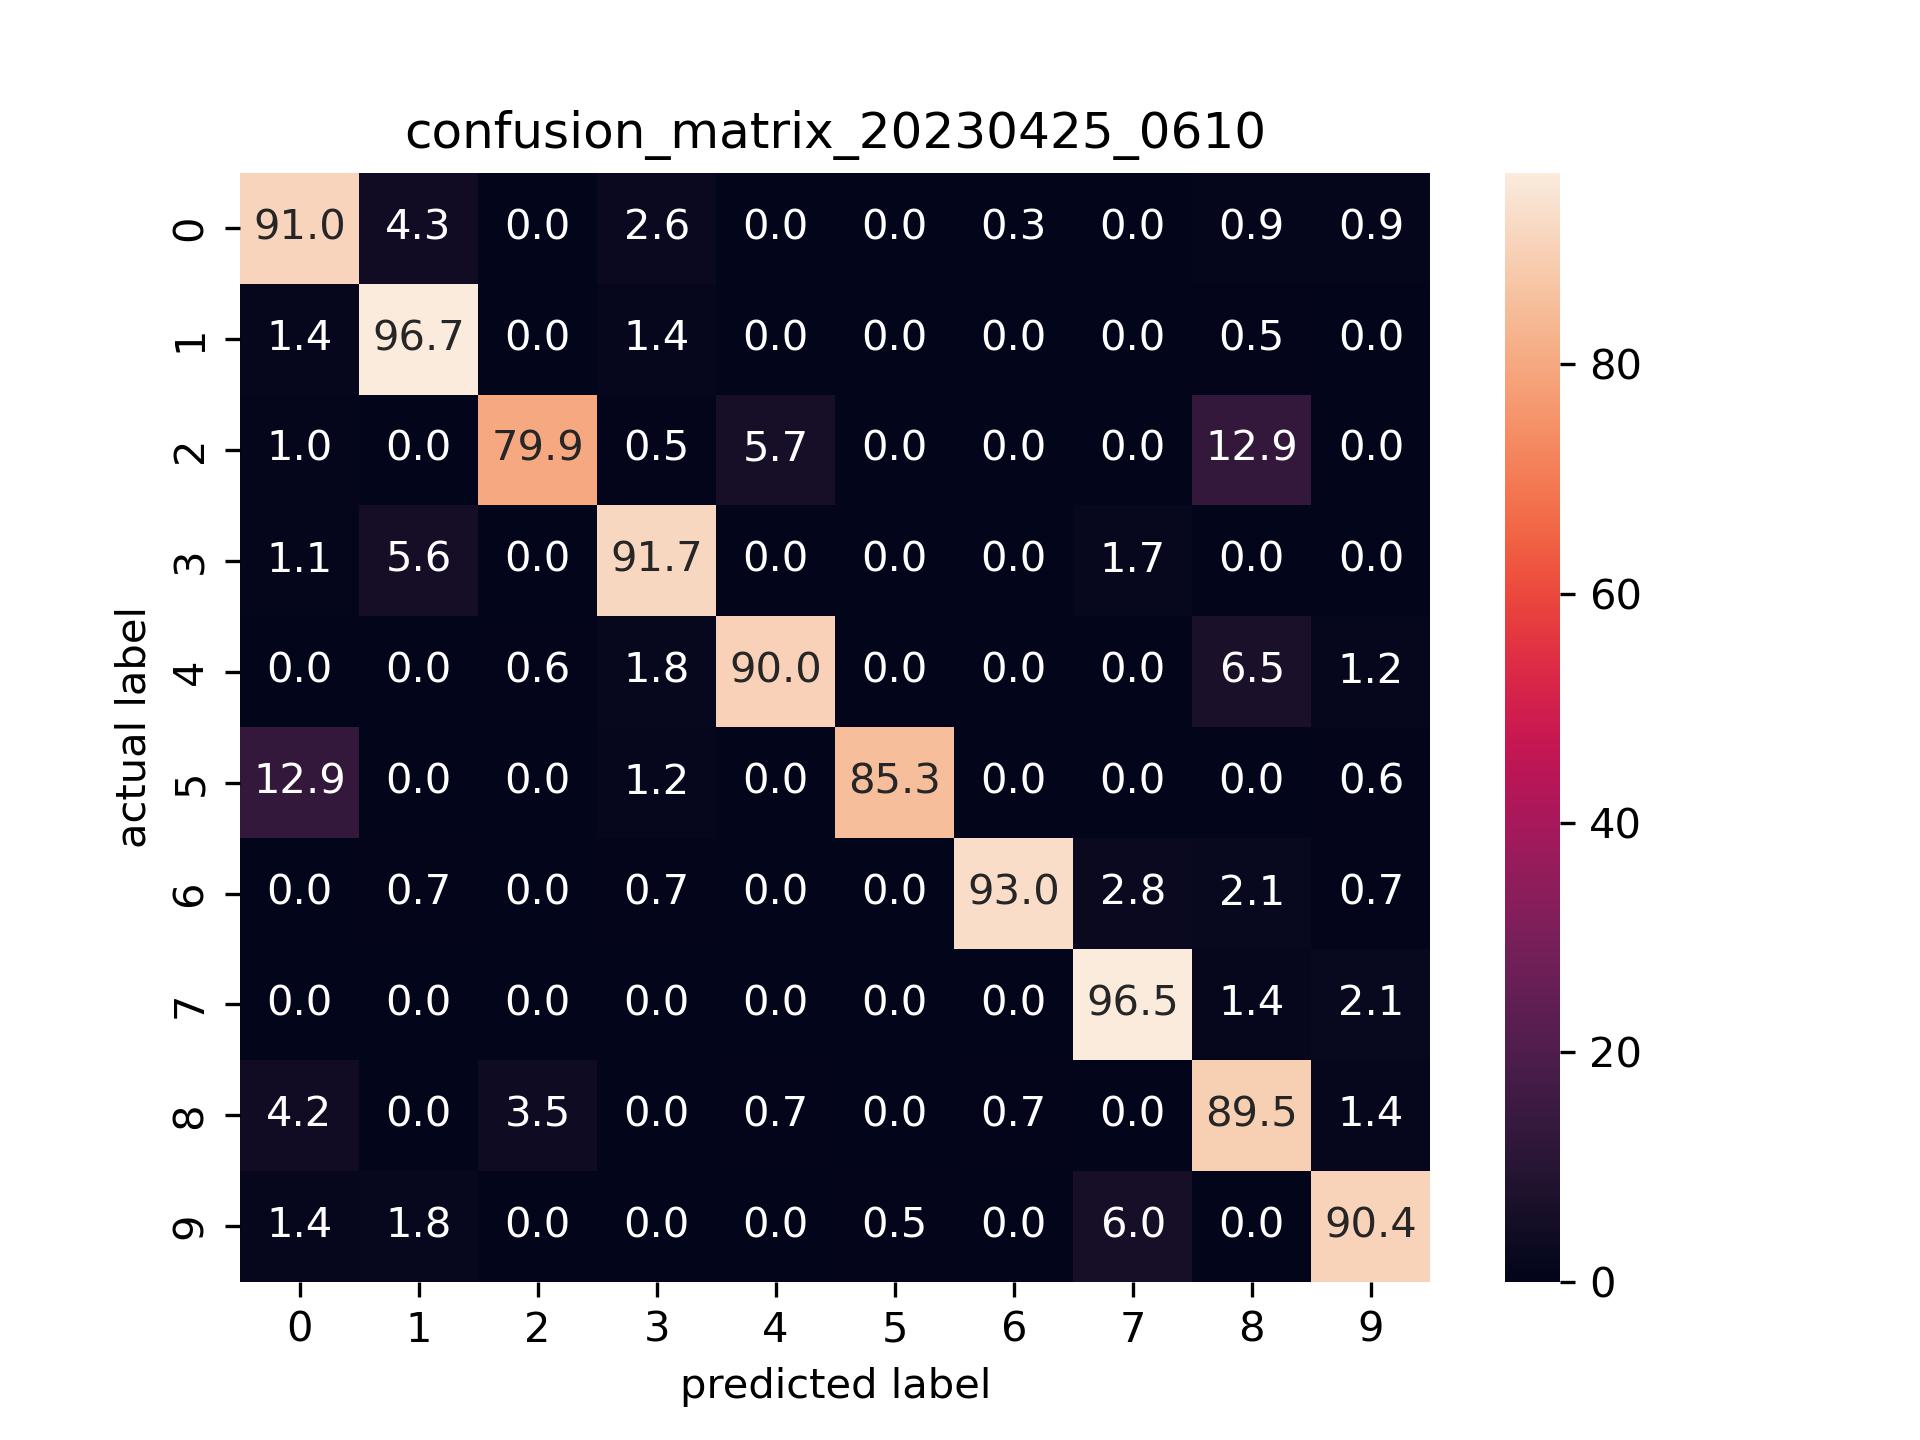 confusion_matrix_20230425_0610
0 91.0 4.3 0.0 2.6 0.0 0.0 0.3 0.0 0.9 0.9
1 1.4 96.7 0.0 1.4 0.0 0.0 0.0 0.0 0.5 0.0
2 1.0 0.0 79.9 0.5 5.7 0.0 0.0 0.0 12.9 0.0
3 1.1 5.6 0.0 91.7 0.0 0.0 0.0 1.7 0.0 0.0
4 0.0 0.0 0.6 1.8 90.0 0.0 0.0 0.0 6.5 1.2
5 12.9 0.0 0.0 1.2 0.0 85.3 0.0 0.0 0.0 0.6
6 0.0 0.7 0.0 0.7 0.0 0.0 93.0 2.8 2.1 0.7
7 0.0 0.0 0.0 0.0 0.0 0.0 0.0 96.5 1.4 2.1
8 4.2 0.0 3.5 0.0 0.7 0.0 0.7 0.0 89.5 1.4
9 1.4 1.8 0.0 0.0 0.0 0.5 0.0 6.0 0.0 90.4
0 1 2 3 4 5 6 7 8 9
predicted label
actual label
80
60
40
20
0